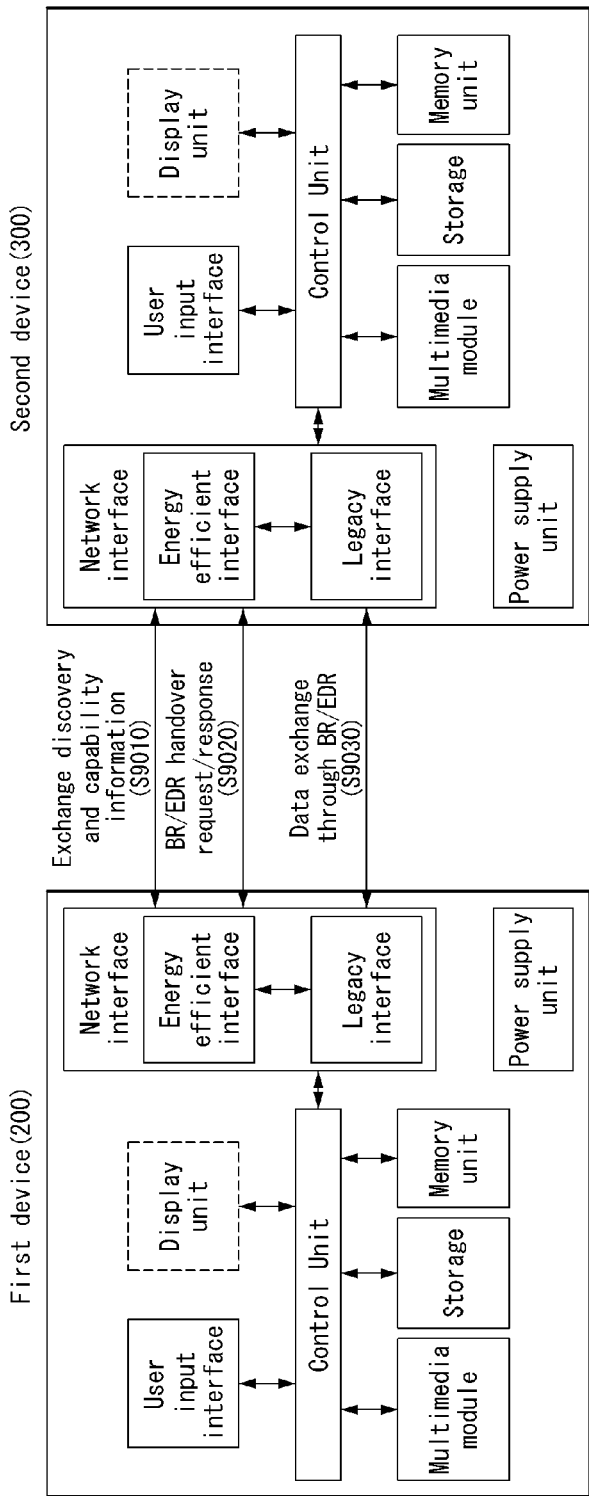 First device(200)
User
input
interface
Display
unit
Control Unit
Multimedia
module
Storage
Memory
unit
Network
interface
Energy
efficient
interface
Legacy
interface
Power supply
unit
Exchange discovery
and capability
information
(S9010)
BR/EDR handover
request/response
(S9020)
Data exchange
through BR/EDR
(S9030)
Second device(300)
Network
interface
Energy
efficient
interface
Legacy
interface
Power supply
unit
User
input
interface
Display
unit
Control Unit
Multimedia
module
Storage
Memory
unit